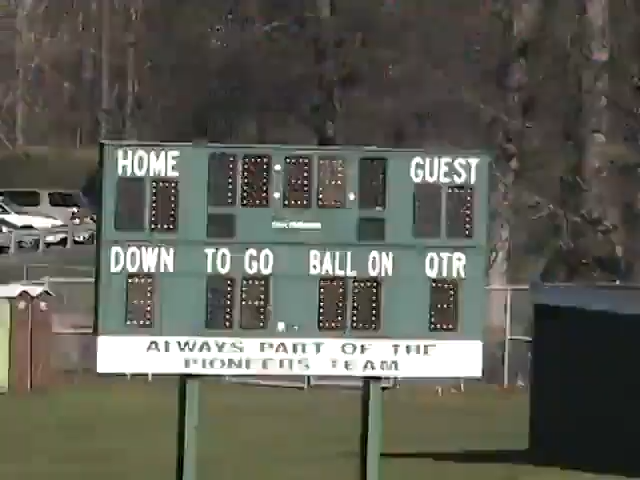 HOME GUEST
DOWN TO GO BALL ON QTR
ALWAYS PART OF THE
PIONEERS TEAM